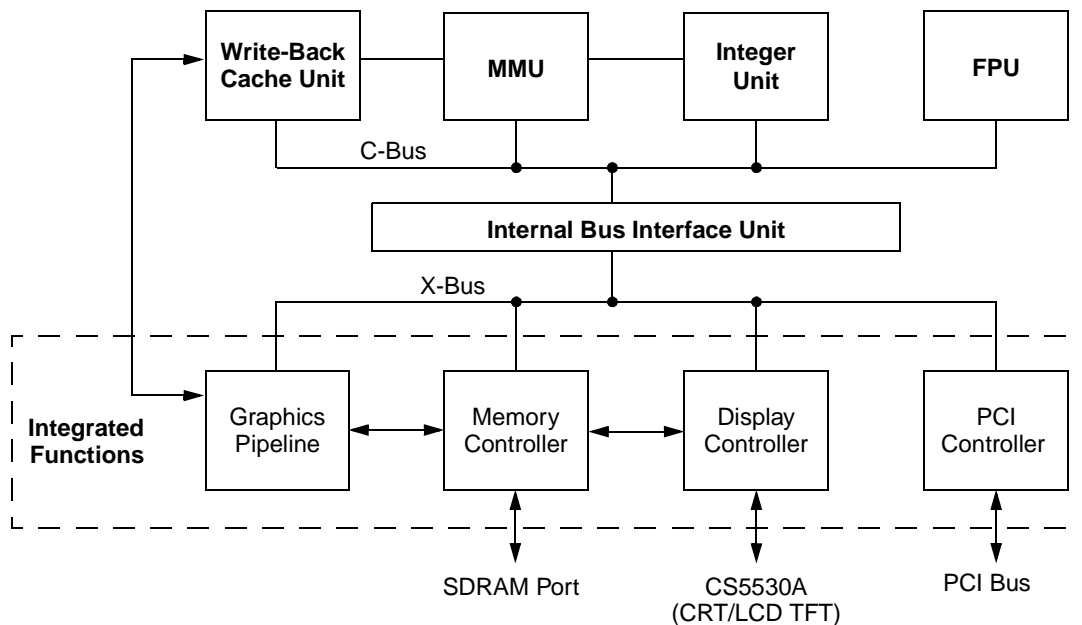 Write-Back
Cache Unit
MMU
Integer
Unit
FPU
C-Bus
Internal Bus Interface Unit
X-Bus
Integrated
Functions
Graphics
Pipeline
Memory
Controller
Display
Controller
PCI
Controller
SDRAM Port
CS5530A
(CRT/LCD TFT)
PCI Bus